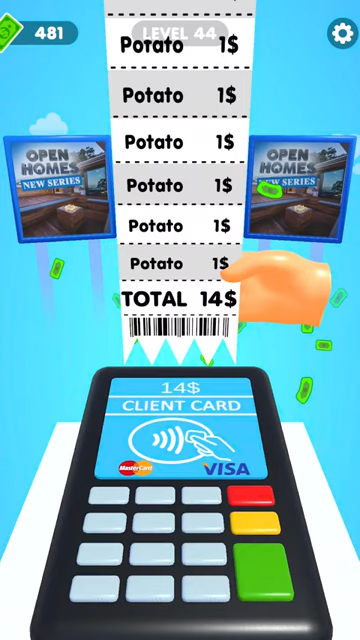 481
LEVEL 44
Potato 1$
Potato 1$
Potato 1$
Potato 1$
Potato 1$
Potato 1$
TOTAL 14$
OPEN HOMES
NEW SERIES
OPEN HOMES
NEW SERIES
14$
CLIENT CARD
MasterCard
VISA